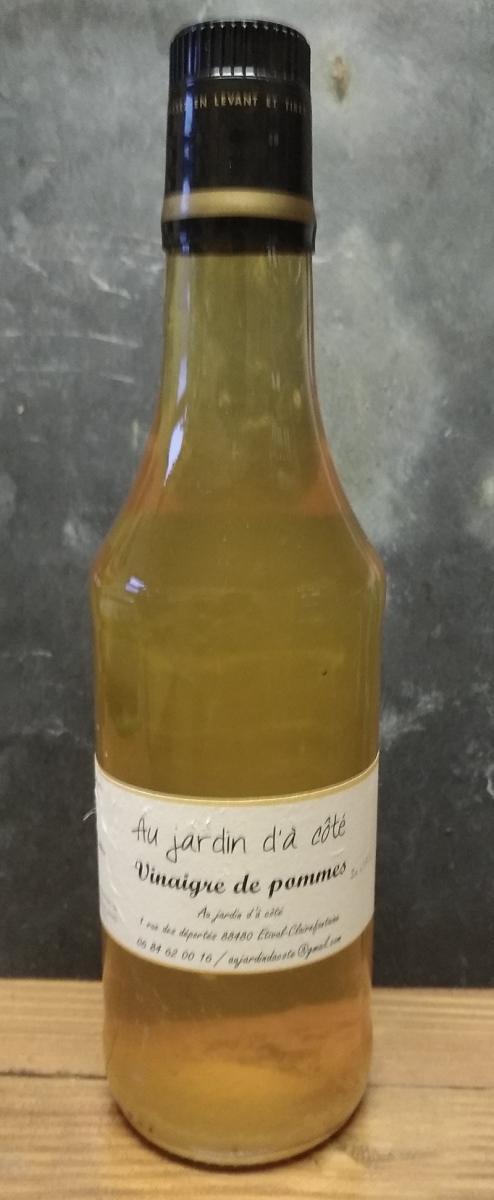 EN LEVANT ET
Au jardin d'à côté
Vinaigre de pommes
Au jardin d'à côté
1 rue des déportés 88480 Etival-Clairefontaine
06 84 62 00 16 / aujardindacote@gmail.com